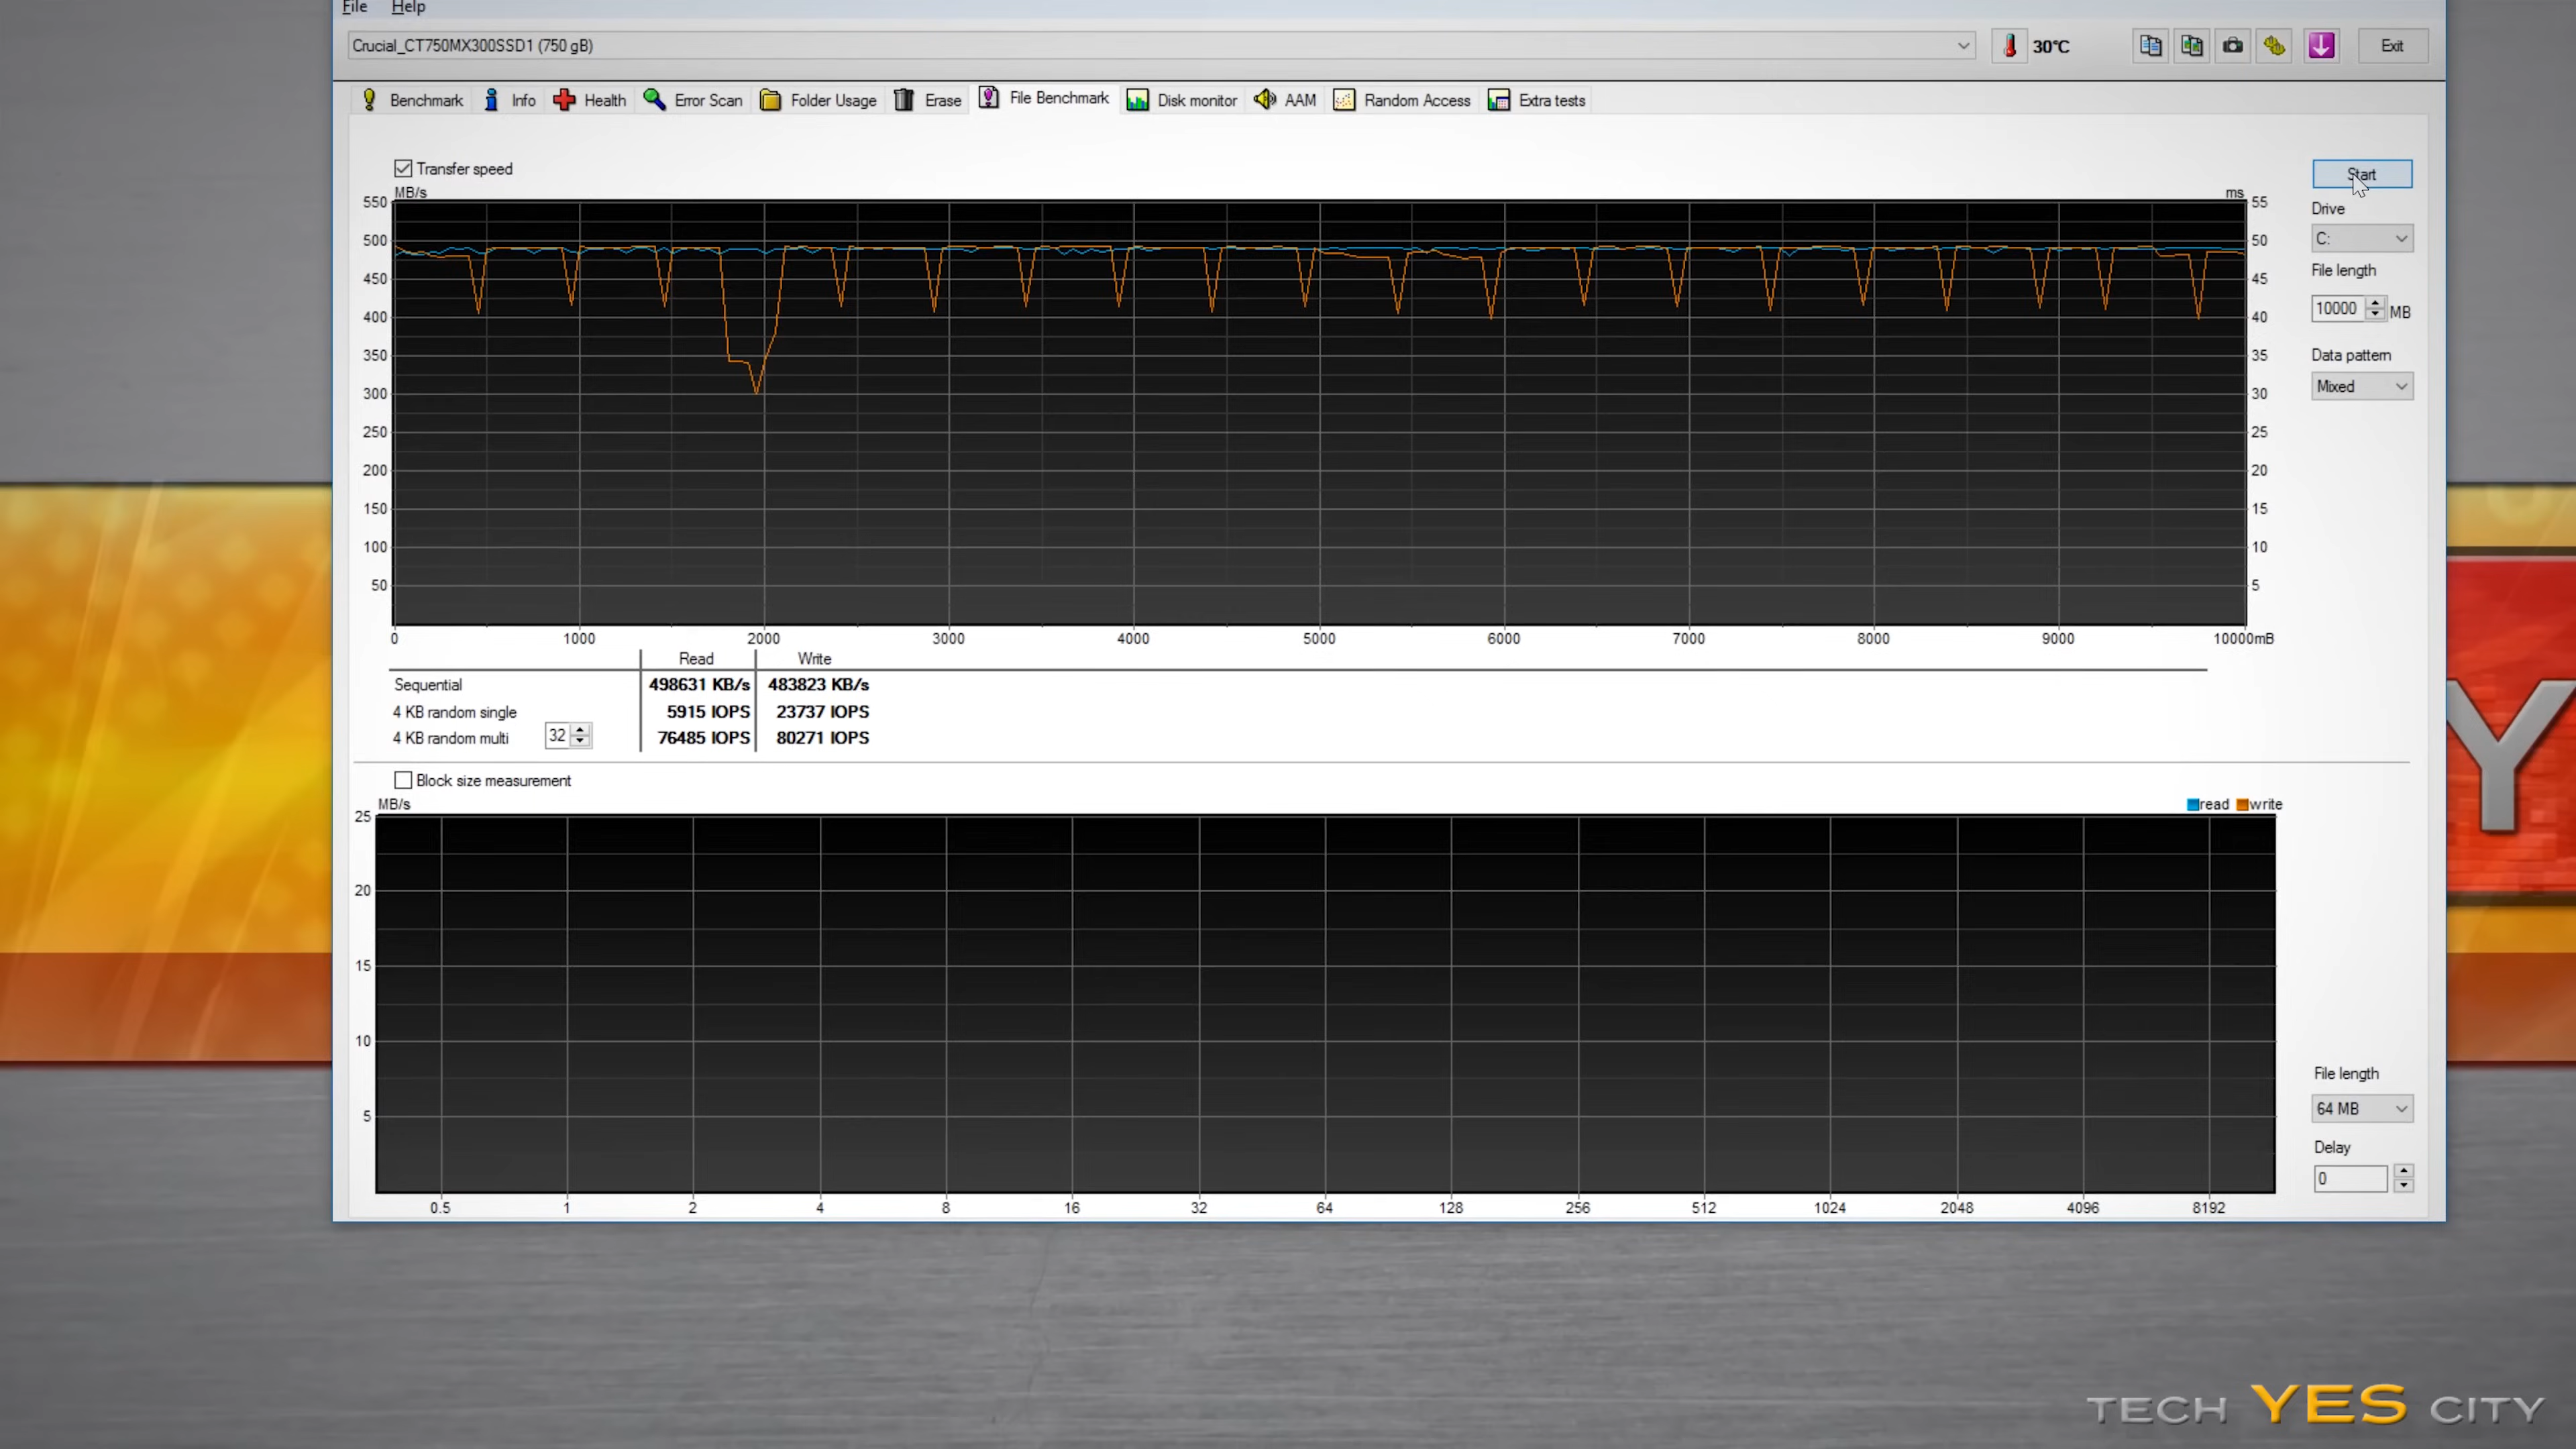 File Help
Crucial_CT750MX300SSD1 (750 gB) 30°C Exit
Benchmark Info Health Error Scan Folder Usage Erase File Benchmark Disk monitor AAM Random Access Extra tests
Transfer speed
MB/s ms
Start
550 55
500 50
450 45
400 40
350 35
300 30
250 25
200 20
150 15
100 10
50 5
0 1000 2000 3000 4000 5000 6000 7000 8000 9000 10000mB
Drive
C:
File length
10000 MB
Data pattern
Mixed
Read Write
Sequential 498631 KB/s 483823 KB/s
4 KB random single 5915 IOPS 23737 IOPS
4 KB random multi 32 76485 IOPS 80271 IOPS
Block size measurement
MB/s read write
25
20
15
10
5
0.5 1 2 4 8 16 32 64 128 256 512 1024 2048 4096 8192
File length
64 MB
Delay
0
Y
TECH YES CITY